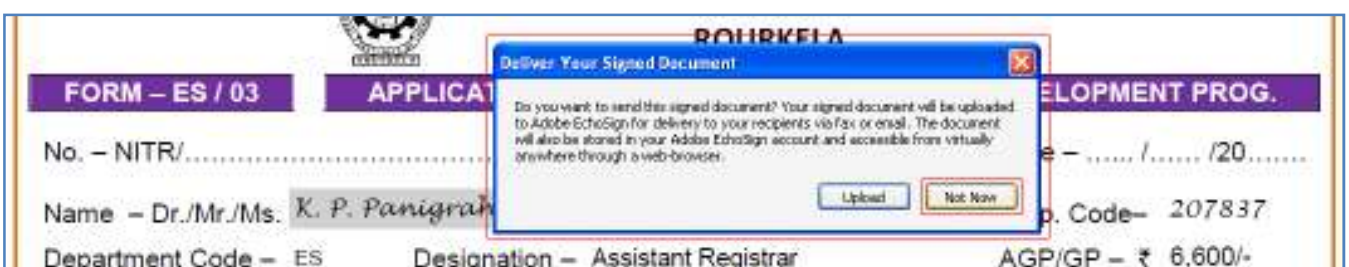 ROURKELA
Deliver Your Signed Document
FORM – ES / 03 APPLICAT ELOPMENT PROG.
Do you want to send this signed document? Your signed document will be uploaded
to Adobe EchoSign for delivery to your recipients via fax or email. The document
will also be stored in your Adobe EchoSign account and accessible from virtually
anywhere through a web-browser.
No. – NITR/........................................ e – ...... /...... /20.......
Upload Not Now
Name – Dr./Mr./Ms. K. P. Panigrah p. Code– 207837
Department Code – ES Designation – Assistant Registrar AGP/GP – ₹ 6,600/-